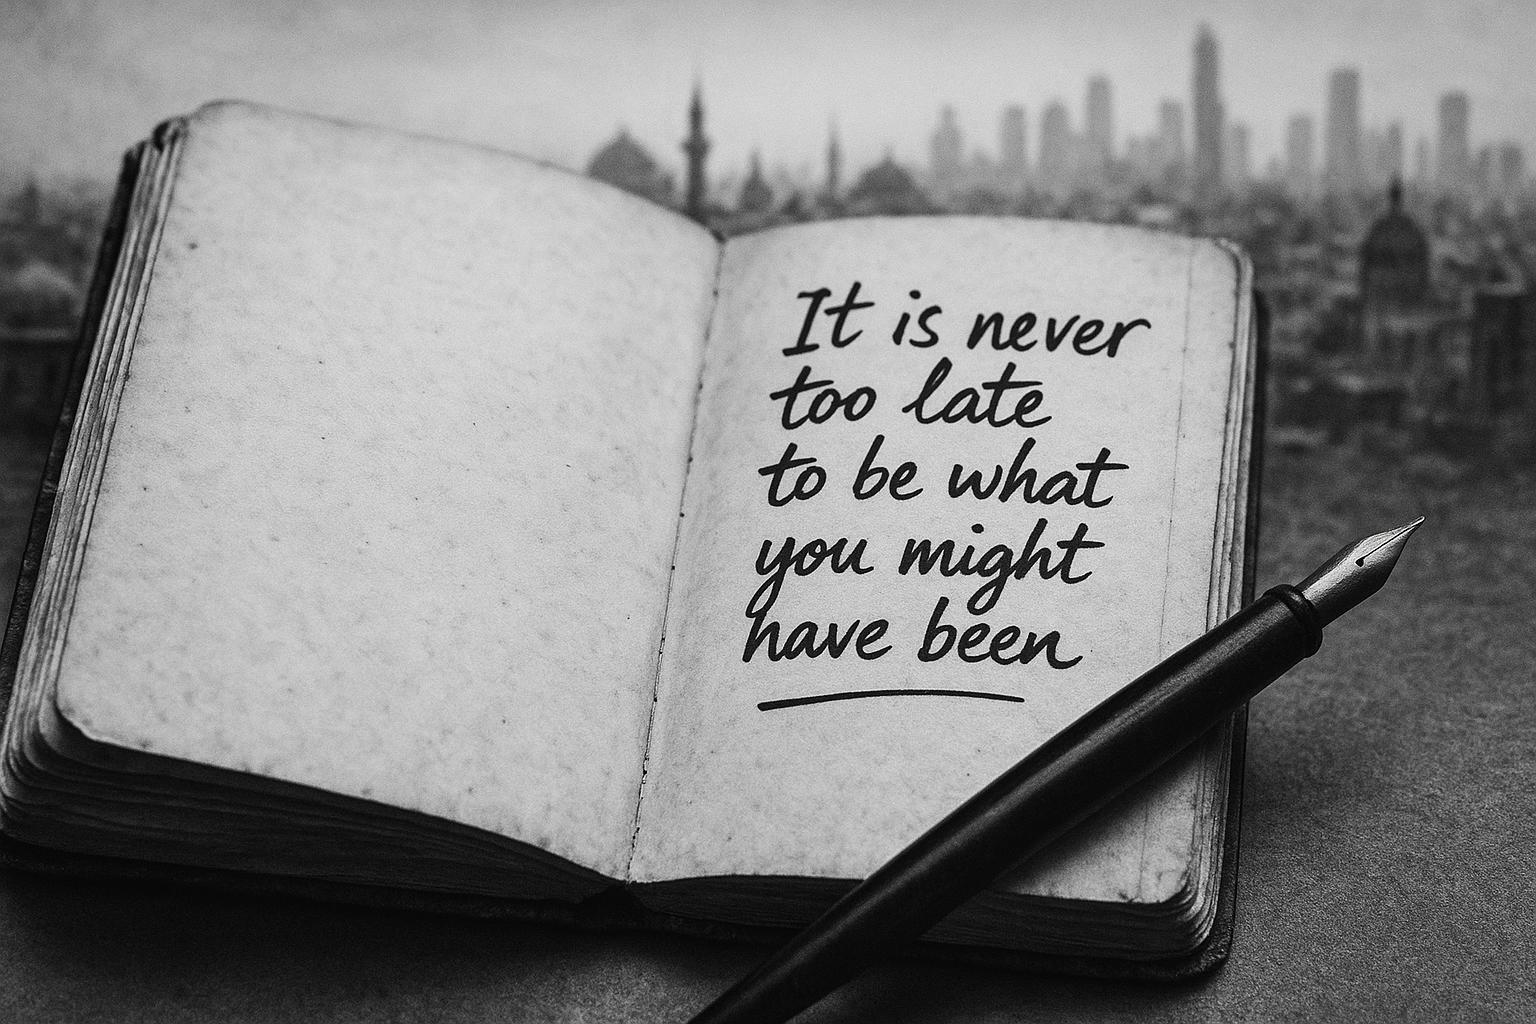 It is never
too late
to be what
you might
have been